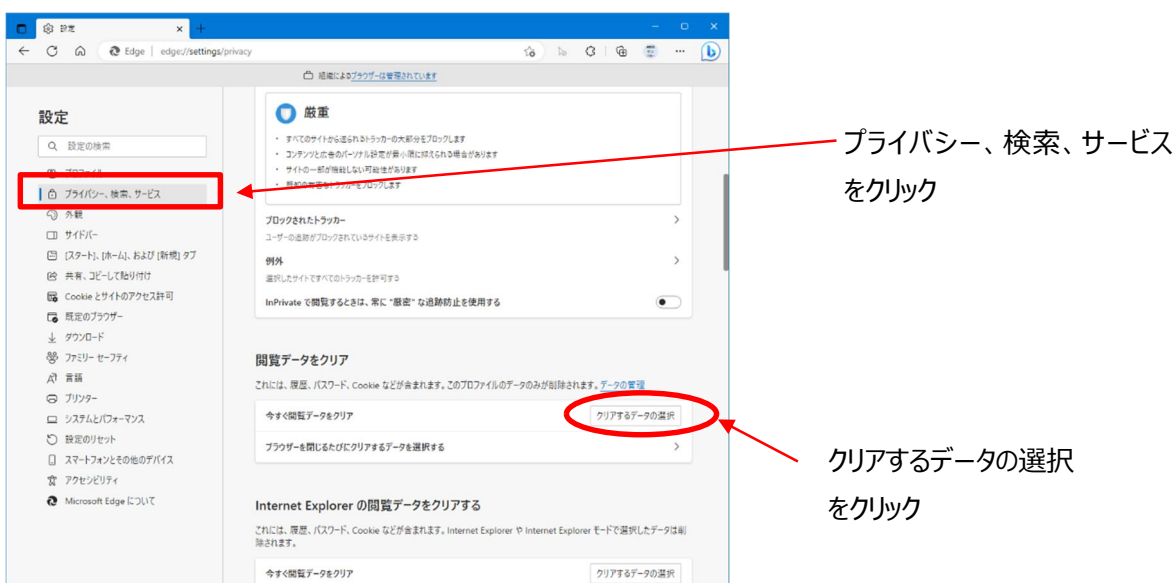 設定
Edge | edge://settings/privacy
組織によるブラウザーは管理されています
設定
設定の検索
プロファイル
プライバシー、検索、サービス
外観
サイドバー
[スタート]、[ホーム]、および [新規] タブ
共有、コピーして貼り付け
Cookie とサイトのアクセス許可
既定のブラウザー
ダウンロード
ファミリー セーフティ
言語
プリンター
システムとパフォーマンス
設定のリセット
スマートフォンとその他のデバイス
アクセシビリティ
Microsoft Edge について
厳重
・ すべてのサイトから送られるトラッカーの大部分をブロックします
・ コンテンツと広告のパーソナル設定が最小限に抑えられる場合があります
・ サイトの一部が機能しない可能性があります
・ 既知の有害なトラッカーをブロックします
ブロックされたトラッカー
ユーザーの追跡がブロックされているサイトを表示する
例外
選択したサイトですべてのトラッカーを許可する
InPrivate で閲覧するときは、常に "厳密" な追跡防止を使用する
閲覧データをクリア
これには、履歴、パスワード、Cookie などが含まれます。このプロファイルのデータのみが削除されます。データの管理
今すぐ閲覧データをクリア
クリアするデータの選択
ブラウザーを閉じるたびにクリアするデータを選択する
Internet Explorer の閲覧データをクリアする
これには、履歴、パスワード、Cookie などが含まれます。Internet Explorer や Internet Explorer モードで選択したデータは削
除されます。
今すぐ閲覧データをクリア
クリアするデータの選択
プライバシー、検索、サービス
をクリック
クリアするデータの選択
をクリック